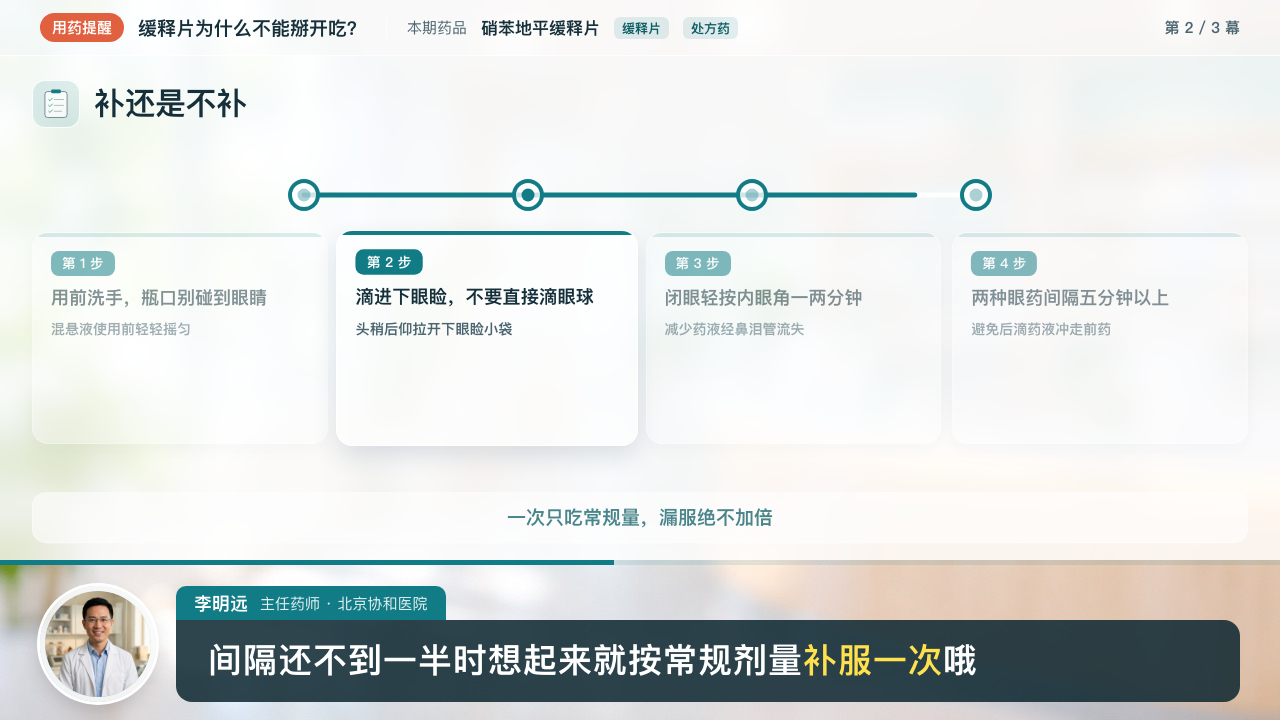 用药提醒 缓释片为什么不能掰开吃? 本期药品 硝苯地平缓释片 缓释片 处方药 第 2 / 3 幕
补还是不补
第 1 步
用前洗手，瓶口别碰到眼睛
混悬液使用前轻轻摇匀
第 2 步
滴进下眼睑，不要直接滴眼球
头稍后仰拉开下眼睑小袋
第 3 步
闭眼轻按内眼角一两分钟
减少药液经鼻泪管流失
第 4 步
两种眼药间隔五分钟以上
避免后滴药液冲走前药
一次只吃常规量，漏服绝不加倍
李明远 主任药师 · 北京协和医院
间隔还不到一半时想起来就按常规剂量补服一次哦